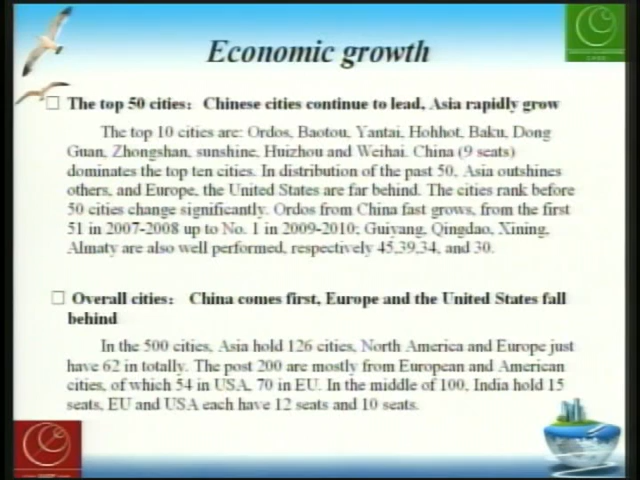 Economic growth
The top 50 cities: Chinese cities continue to lead, Asia rapidly grow
The top 10 cities are: Ordos, Baotou, Yantai, Hohhot, Baku, Dong
Guan, Zhongshan, sunshine, Huizhou and Weihai. China (9 seats)
dominates the top ten cities. In distribution of the past 50, Asia outshines
others, and Europe, the United States are far behind. The cities rank before
50 cities change significantly. Ordos from China fast grows, from the first
51 in 2007-2008 up to No. 1 in 2009-2010; Guiyang, Qingdao, Xining,
Almaty are also well performed, respectively 45,39,34, and 30.
Overall cities: China comes first, Europe and the United States fall
behind
In the 500 cities, Asia hold 126 cities, North America and Europe just
have 62 in totally. The post 200 are mostly from European and American
cities, of which 54 in USA, 70 in EU. In the middle of 100, India hold 15
seats, EU and USA each have 12 seats and 10 seats.